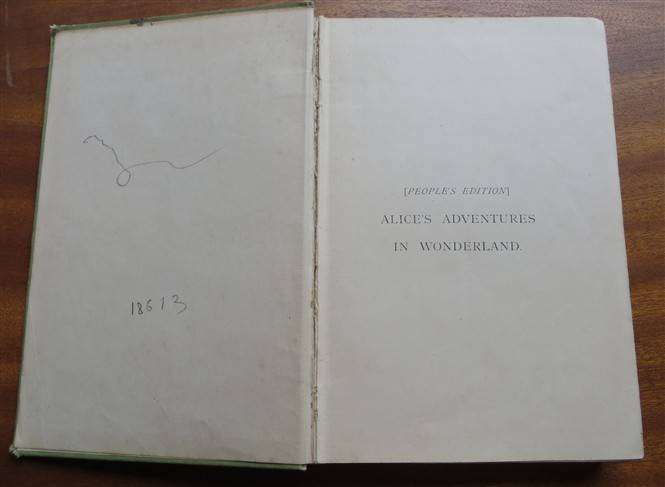 18613
[PEOPLE'S EDITION]
ALICE'S ADVENTURES
IN WONDERLAND.